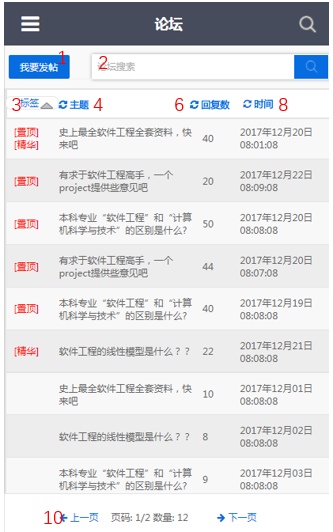 论坛
我要发帖 1
2 论坛搜索
3 标签 主题 4 6 回复数 时间 8
[置顶] 史上最全软件工程全套资料，快 40 2017年12月20日
[精华] 来吧 08:01:08
[置顶] 有求于软件工程高手，一个 20 2017年12月22日
project提供些意见吧 08:09:08
[置顶] 本科专业“软件工程”和“计算 50 2017年12月20日
机科学与技术”的区别是什么? 08:08:08
[置顶] 有求于软件工程高手，一个 44 2017年12月20日
project提供些意见吧 08:07:08
[置顶] 本科专业“软件工程”和“计算 40 2017年12月19日
机科学与技术”的区别是什么? 08:08:08
[精华] 软件工程的线性模型是什么？？ 22 2017年12月21日
08:08:08
史上最全软件工程全套资料，快 10 2017年12月01日
来吧 08:08:08
软件工程的线性模型是什么？？ 8 2017年12月02日
08:08:08
本科专业“软件工程”和“计算 9 2017年12月03日
机科学与技术”的区别是什么? 08:08:08
10 上一页 页码: 1/2 数量: 12 下一页